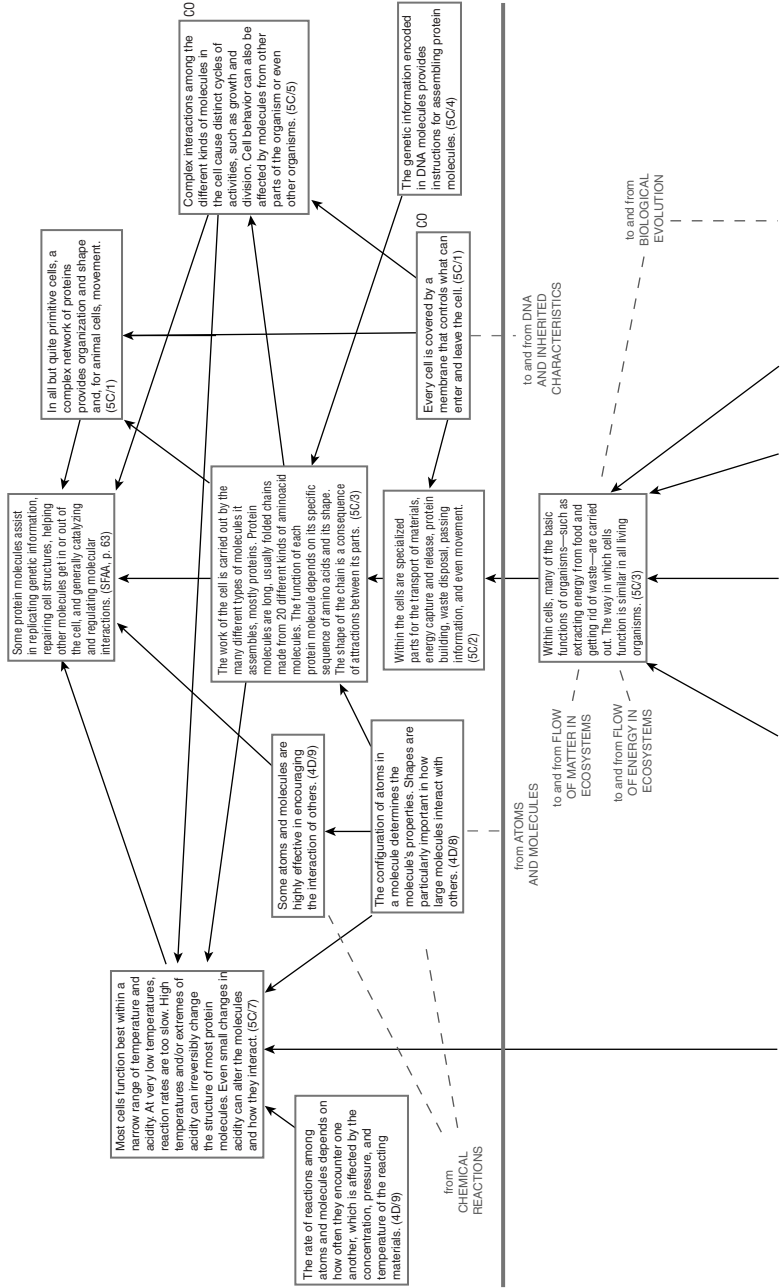 Some protein molecules assist
in replicating genetic information,
repairing cell structures, helping
other molecules get in or out of
the cell, and generally catalyzing
and regulating molecular
interactions. (SFAA, p. 63)
In all but quite primitive cells, a
complex network of proteins
provides organization and shape
and, for animal cells, movement.
(5C/1)
Most cells function best within a
narrow range of temperature and
acidity. At very low temperatures,
reaction rates are too slow. High
temperatures and/or extremes of
acidity can irreversibly change
the structure of most protein
molecules. Even small changes in
acidity can alter the molecules
and how they interact. (5C/7)
Complex interactions among the
different kinds of molecules in
the cell cause distinct cycles of
activities, such as growth and
division. Cell behavior can also be
affected by molecules from other
parts of the organism or even
other organisms. (5C/5)
CO
The work of the cell is carried out by the
many different types of molecules it
assembles, mostly proteins. Protein
molecules are long, usually folded chains
made from 20 different kinds of aminoacid
molecules. The function of each
protein molecule depends on its specific
sequence of amino acids and its shape.
The shape of the chain is a consequence
of attractions between its parts. (5C/3)
Some atoms and molecules are
highly effective in encouraging
the interaction of others. (4D/9)
The rate of reactions among
atoms and molecules depends on
how often they encounter one
another, which is affected by the
concentration, pressure, and
temperature of the reacting
materials. (4D/9)
The configuration of atoms in
a molecule determines the
molecule's properties. Shapes are
particularly important in how
large molecules interact with
others. (4D/8)
Within the cells are specialized
parts for the transport of materials,
energy capture and release, protein
building, waste disposal, passing
information, and even movement.
(5C/2)
Every cell is covered by a
membrane that controls what can
enter and leave the cell. (5C/1)
CO
The genetic information encoded
in DNA molecules provides
instructions for assembling protein
molecules. (5C/4)
from
CHEMICAL
REACTIONS
from ATOMS
AND MOLECULES
to and from DNA
AND INHERITED
CHARACTERISTICS
to and from FLOW
OF MATTER IN
ECOSYSTEMS
to and from FLOW
OF ENERGY IN
ECOSYSTEMS
Within cells, many of the basic
functions of organisms—such as
extracting energy from food and
getting rid of waste—are carried
out. The way in which cells
function is similar in all living
organisms. (5C/3)
to and from
BIOLOGICAL
EVOLUTION